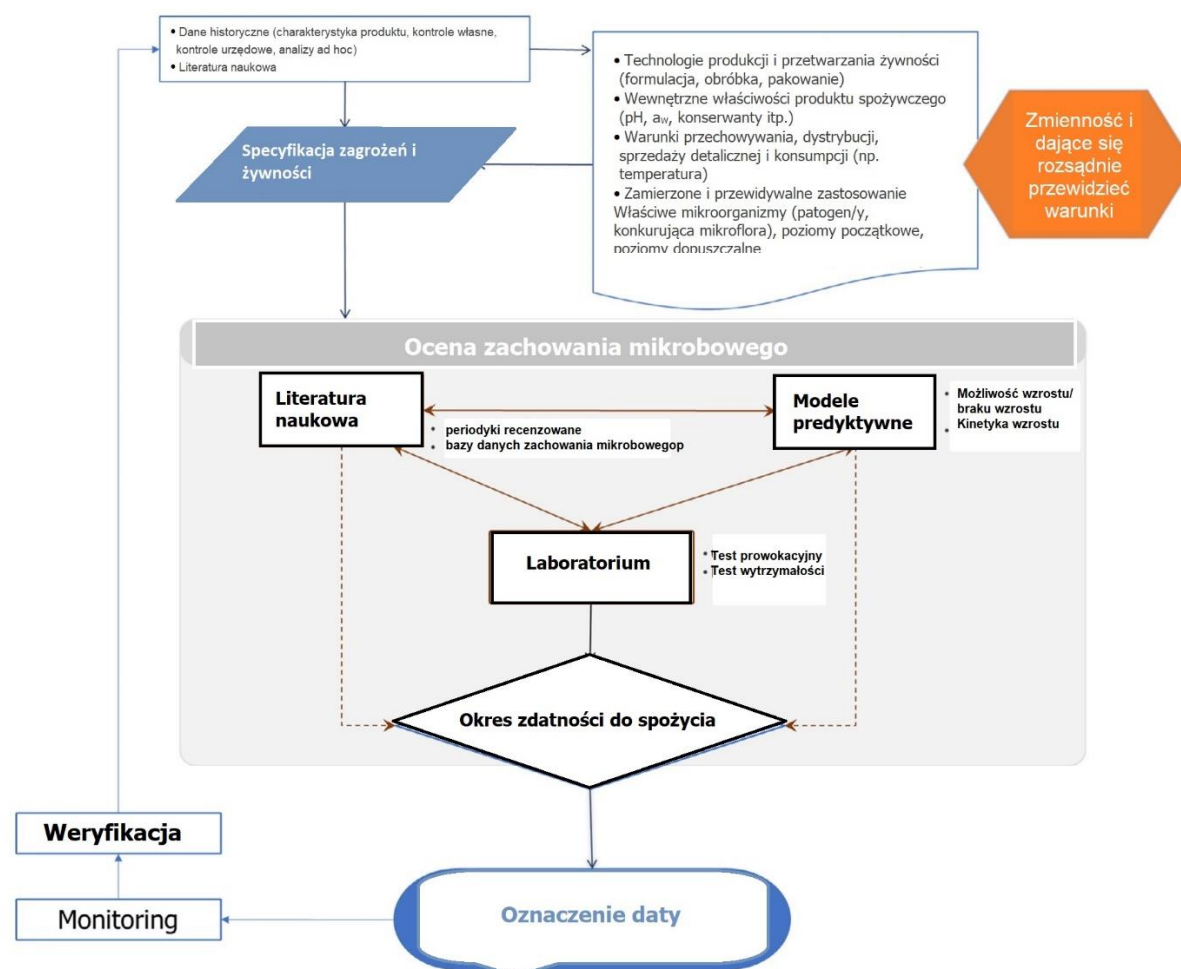 • Dane historyczne (charakterystyka produktu, kontrole własne,
kontrole urzędowe, analizy ad hoc)
• Literatura naukowa
• Technologie produkcji i przetwarzania żywności
(formulacja, obróbka, pakowanie)
• Wewnętrzne właściwości produktu spożywczego
(pH, aw, konserwanty itp.)
• Warunki przechowywania, dystrybucji,
sprzedaży detalicznej i konsumpcji (np.
temperatura)
• Zamierzone i przewidywalne zastosowanie
Właściwe mikroorganizmy (patogen/y,
konkurująca mikroflora), poziomy początkowe,
poziomy dopuszczalne
Zmienność i
dające się
rozsądnie
przewidzieć
warunki
Specyfikacja zagrożeń i
żywności
Ocena zachowania mikrobowego
Literatura
naukowa
• periodyki recenzowane
• bazy danych zachowania mikrobowegop
Modele
predyktywne
• Możliwość wzrostu/
braku wzrostu
• Kinetyka wzrostu
Laboratorium
• Test prowokacyjny
• Test wytrzymałości
Okres zdatności do spożycia
Weryfikacja
Monitoring
Oznaczenie daty